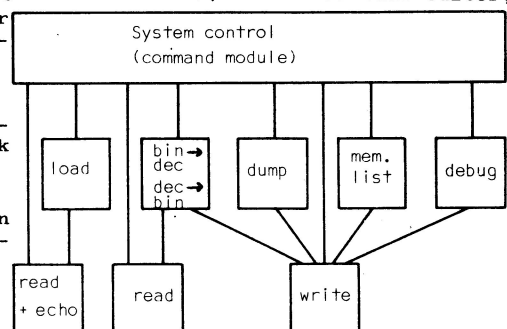 r
System control
(command module)
k
n
load
bin→
dec
dec→
bin
dump
mem.
list
debug
read
+ echo
read
write